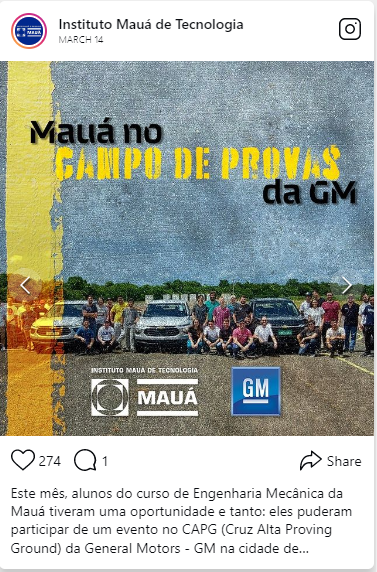 Instituto Mauá de Tecnologia
MARCH 14
Mauá no
CAMPO DE PROVAS
da GM
INSTITUTO MAUÁ DE TECNOLOGIA
MAUÁ
GM
274
1
Share
Este mês, alunos do curso de Engenharia Mecânica da
Mauá tiveram uma oportunidade e tanto: eles puderam
participar de um evento no CAPG (Cruz Alta Proving
Ground) da General Motors - GM na cidade de...